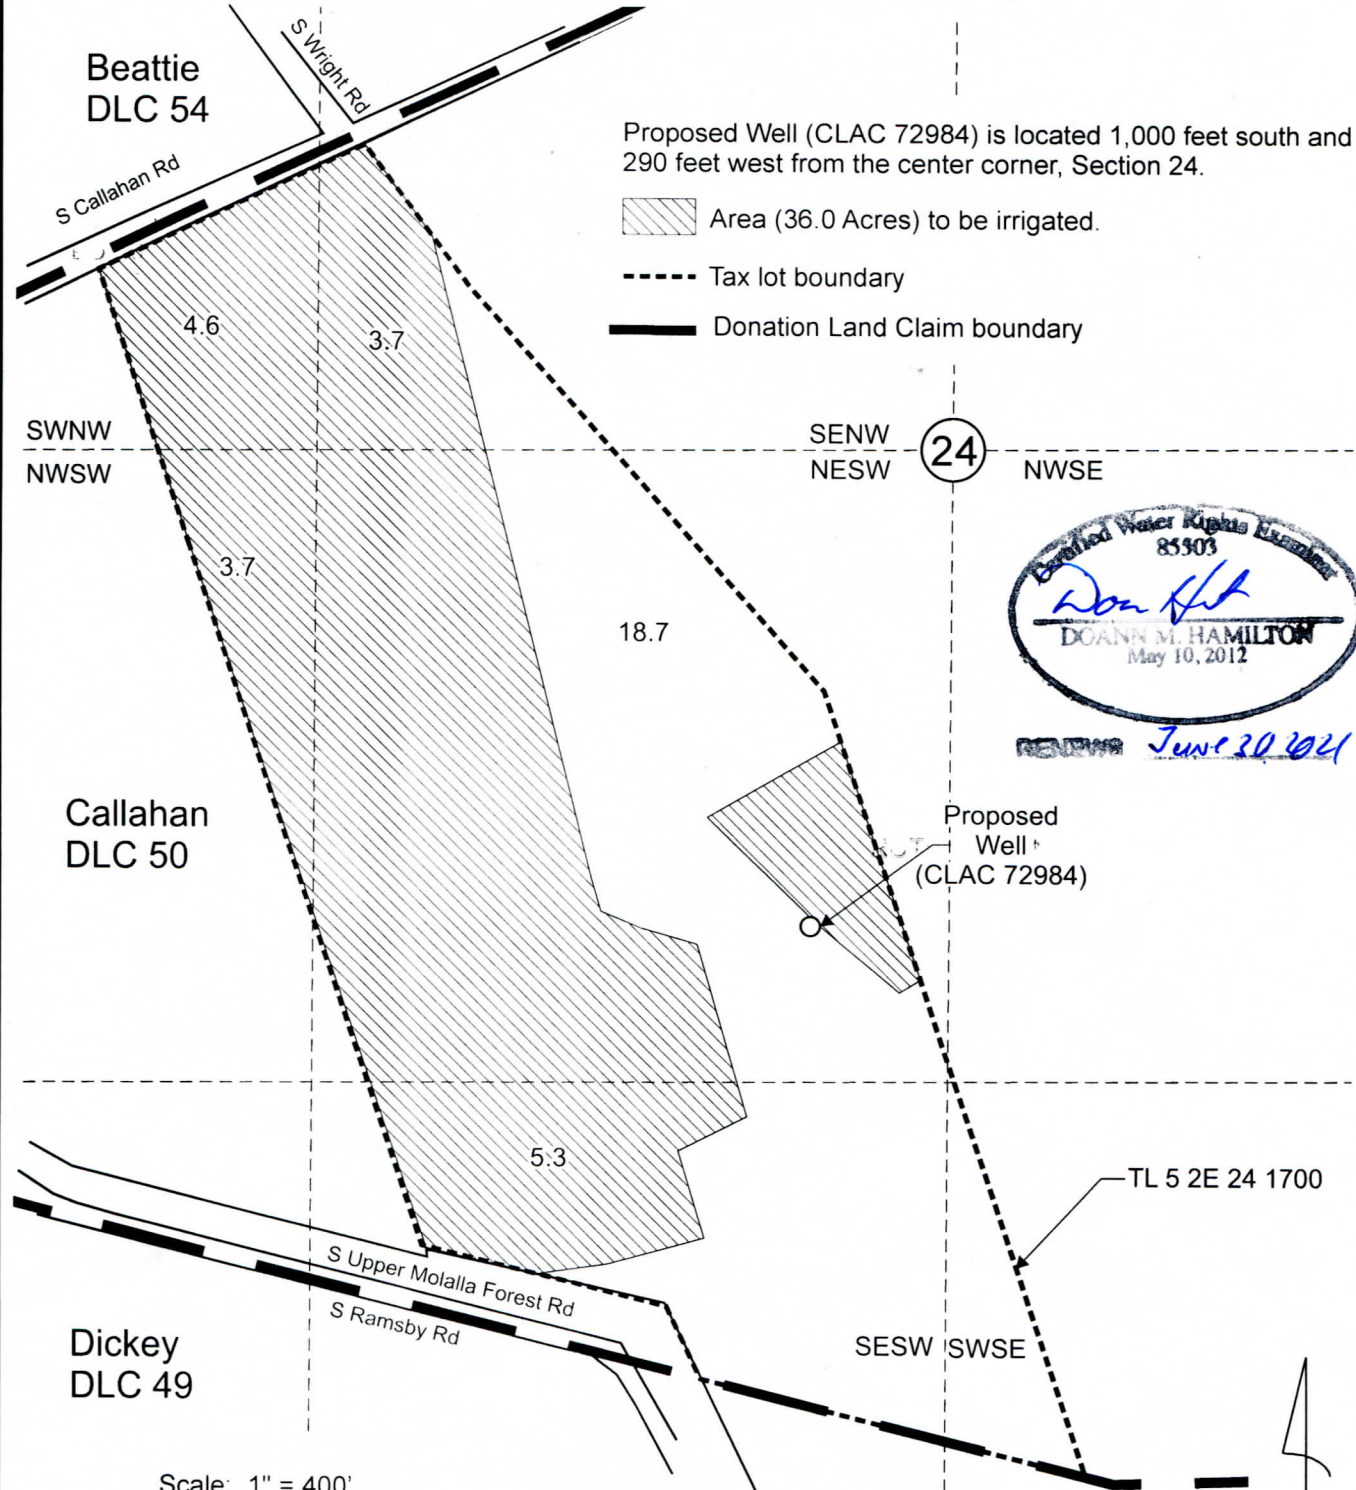 S Wright Rd
Beattie
DLC 54
S Callahan Rd
Proposed Well (CLAC 72984) is located 1,000 feet south and
290 feet west from the center corner, Section 24.
Area (36.0 Acres) to be irrigated.
Tax lot boundary
Donation Land Claim boundary
4.6
3.7
SWNW
NWSW
SENW
NESW
24
NWSE
Certified Water Rights Examiner
85503
DOANN M. HAMILTON
May 10, 2012
RENEWS June 30 2021
3.7
18.7
Callahan
DLC 50
Proposed
Well
(CLAC 72984)
5.3
TL 5 2E 24 1700
S Upper Molalla Forest Rd
S Ramsby Rd
Dickey
DLC 49
SESW SWSE
Scale: 1" = 400'